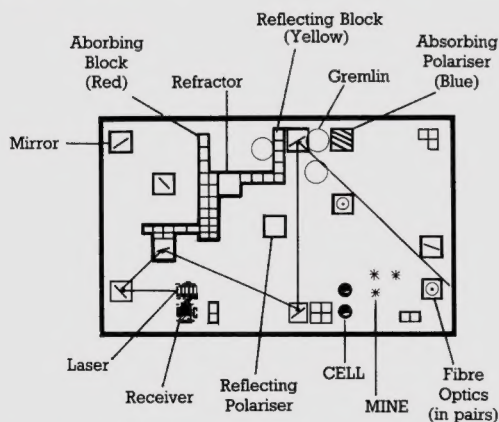 Reflecting Block
(Yellow)
Aborbing
Block
(Red)
Refractor
Gremlin
Absorbing
Polariser
(Blue)
Mirror
Laser
Receiver
Reflecting
Polariser
CELL
MINE
Fibre
Optics
(in pairs)